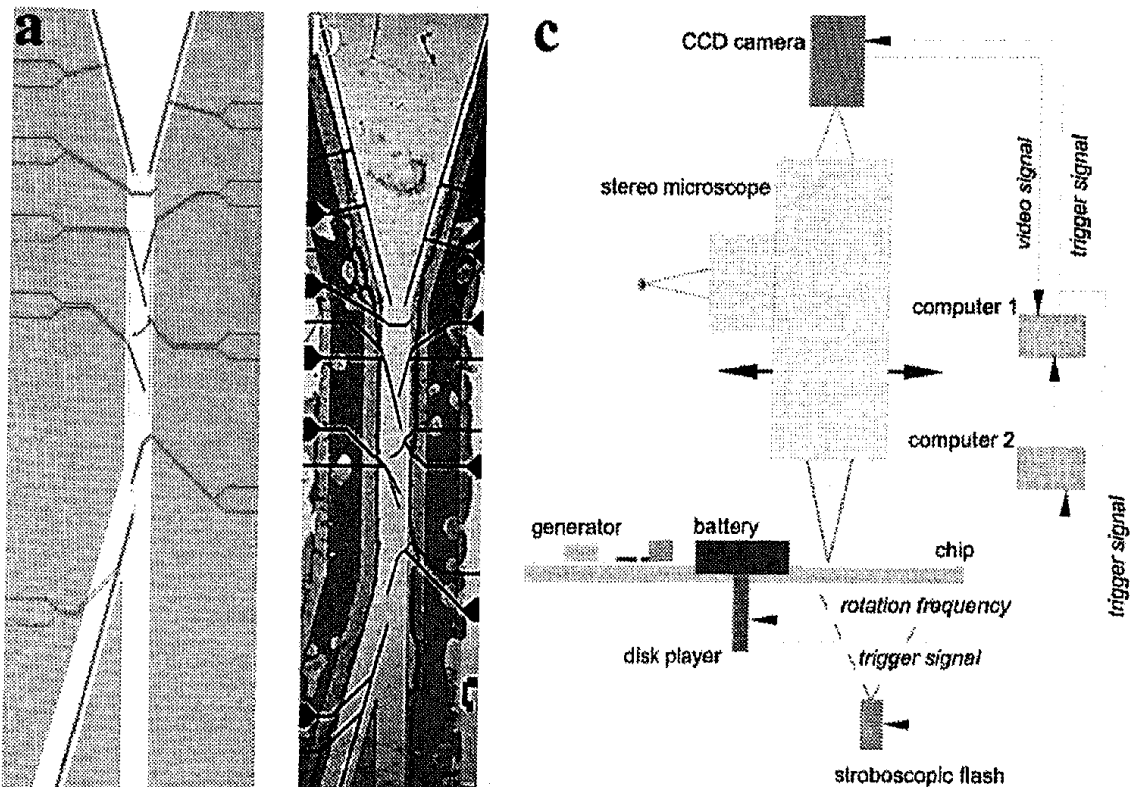 a
c
CCD camera
stereo microscope
video signal
trigger signal
computer 1
computer 2
generator
battery
chip
rotation frequency
trigger signal
disk player
trigger signal
stroboscopic flash